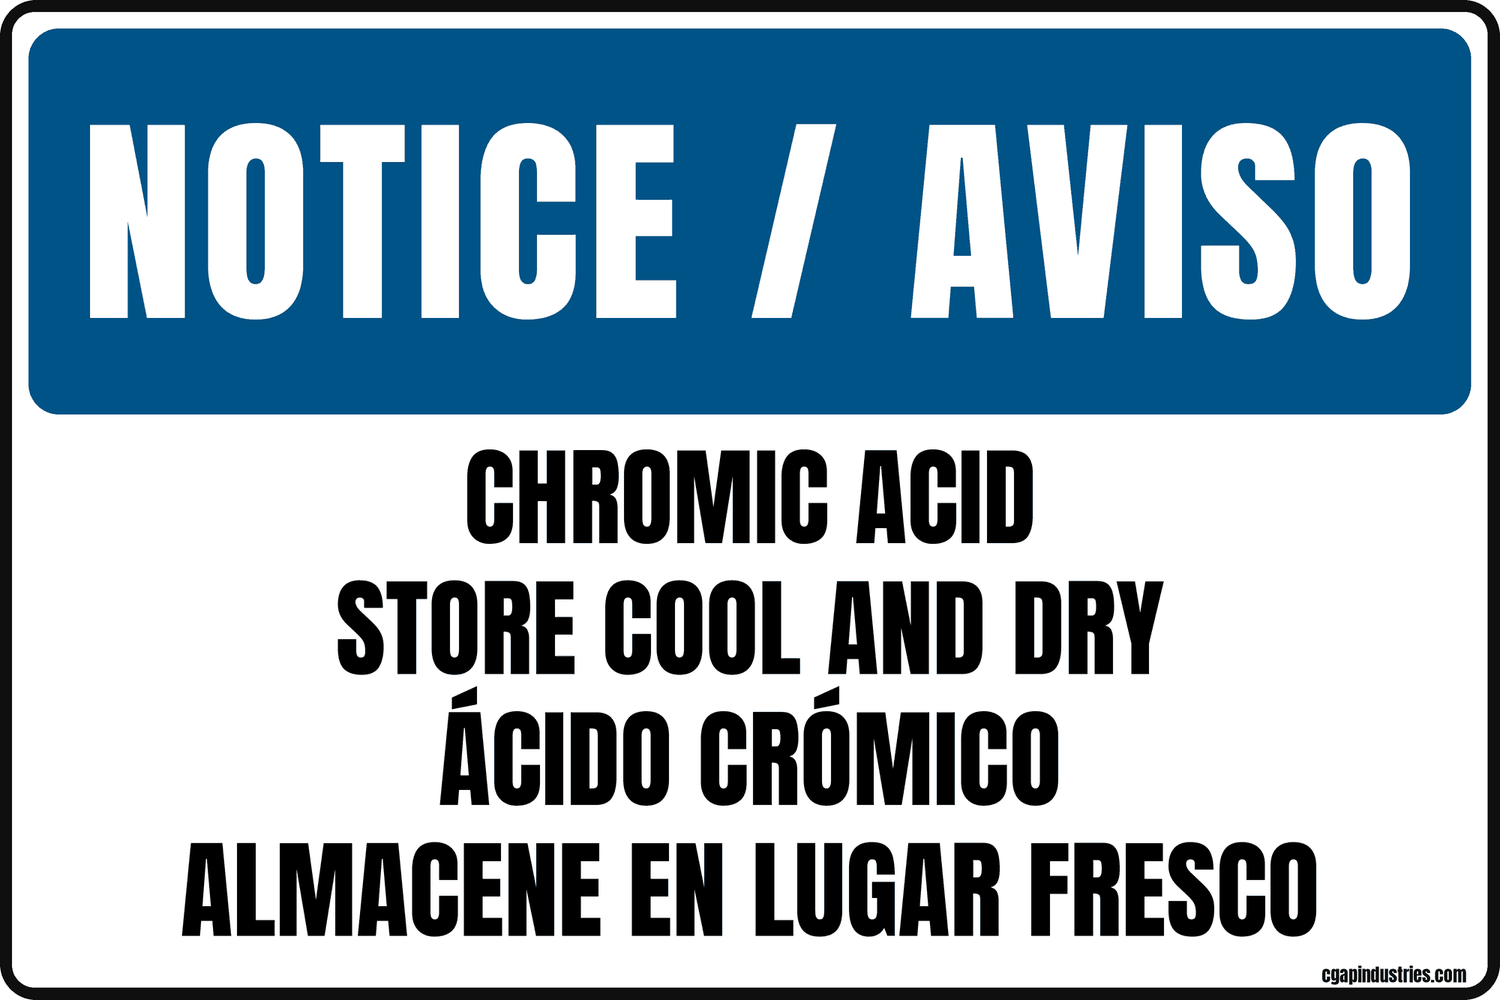 NOTICE / AVISO
CHROMIC ACID
STORE COOL AND DRY
ÁCIDO CRÓMICO
ALMACENE EN LUGAR FRESCO
cgapindustries.com